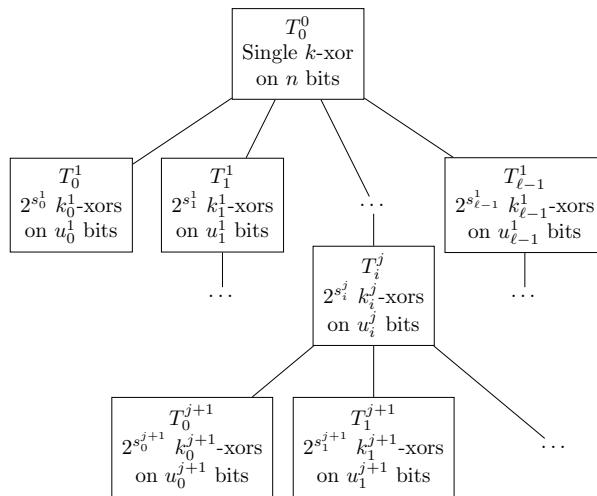 T_0^0
Single k-xor
on n bits
T_0^1
2^{s_0^1} k_0^1-xors
on u_0^1 bits
T_1^1
2^{s_1^1} k_1^1-xors
on u_1^1 bits
...
T_{ℓ-1}^1
2^{s_{ℓ-1}^1} k_{ℓ-1}^1-xors
on u_{ℓ-1}^1 bits
...
T_i^j
2^{s_i^j} k_i^j-xors
on u_i^j bits
...
T_0^{j+1}
2^{s_0^{j+1}} k_0^{j+1}-xors
on u_0^{j+1} bits
T_1^{j+1}
2^{s_1^{j+1}} k_1^{j+1}-xors
on u_1^{j+1} bits
...